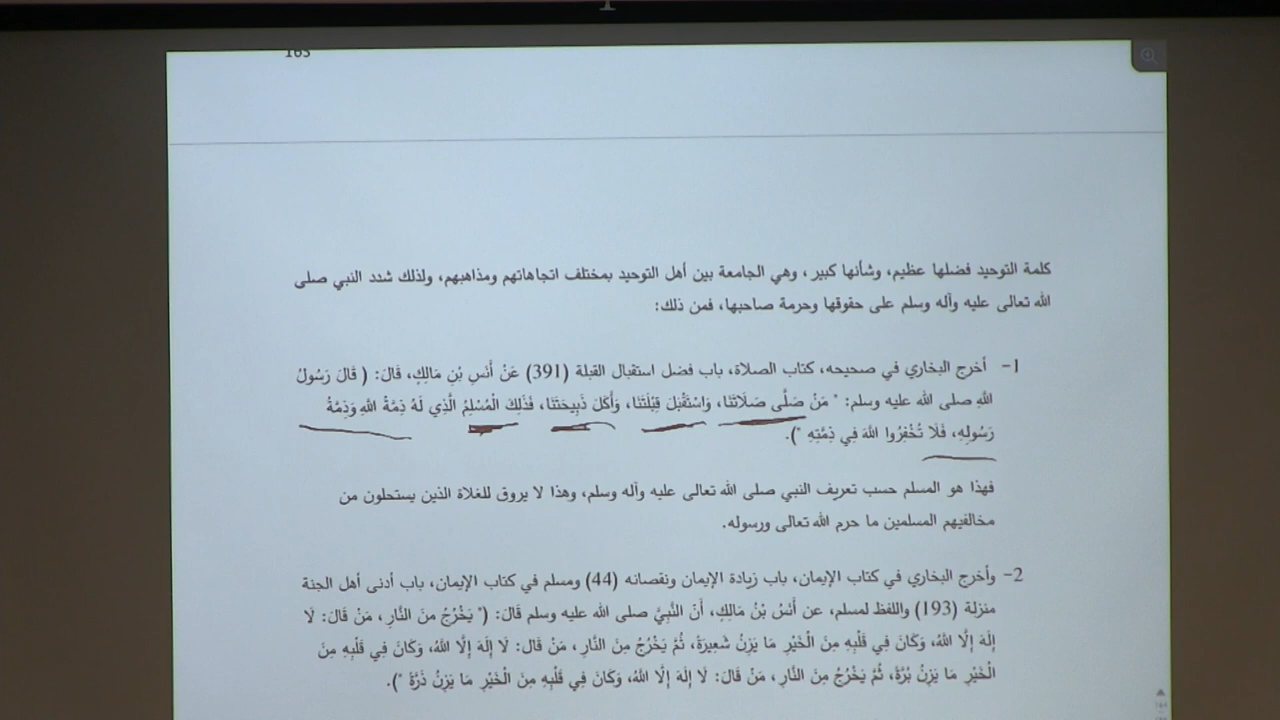 165
كلمة التوحيد فضلها عظيم، وشأنها كبير، وهي الجامعة بين أهل التوحيد بمختلف اتجاهاتهم ومذاهبهم، ولذلك شدد النبي صلى
الله تعالى عليه وآله وسلم على حقوقها وحرمة صاحبها، فمن ذلك:
1- أخرج البخاري في صحيحه، كتاب الصلاة، باب فضل استقبال القبلة (391) عَنْ أَنَسِ بْنِ مَالِكٍ، قَالَ: ( قَالَ رَسُولُ
اللَّهِ صلى الله عليه وسلم: " مَنْ صَلَّى صَلَاتَنَا، وَاسْتَقْبَلَ قِبْلَتَنَا، وَأَكَلَ ذَبِيحَتَنَا، فَذَلِكَ الْمُسْلِمُ الَّذِي لَهُ ذِمَّةُ اللَّهِ وَذِمَّةُ
رَسُولِهِ، فَلَا تُخْفِرُوا اللَّهَ فِي ذِمَّتِهِ ").
فهذا هو المسلم حسب تعريف النبي صلى الله تعالى عليه وآله وسلم، وهذا لا يروق للغلاة الذين يستحلون من
مخالفيهم المسلمين ما حرم الله تعالى ورسوله.
2- وأخرج البخاري في كتاب الإيمان، باب زيادة الإيمان ونقصانه (44) ومسلم في كتاب الإيمان، باب أدنى أهل الجنة
منزلة (193) واللفظ لمسلم، عن أَنَسُ بْنُ مَالِكٍ، أَنَّ النَّبِيَّ صلى الله عليه وسلم قَالَ: (" يَخْرُجُ مِنَ النَّارِ، مَنْ قَالَ: لَا
إِلَهَ إِلَّا اللَّهُ، وَكَانَ فِي قَلْبِهِ مِنَ الْخَيْرِ مَا يَزِنُ شَعِيرَةً، ثُمَّ يَخْرُجُ مِنَ النَّارِ، مَنْ قَالَ: لَا إِلَهَ إِلَّا اللَّهُ، وَكَانَ فِي قَلْبِهِ مِنَ
الْخَيْرِ مَا يَزِنُ بُرَّةً، ثُمَّ يَخْرُجُ مِنَ النَّارِ، مَنْ قَالَ: لَا إِلَهَ إِلَّا اللَّهُ، وَكَانَ فِي قَلْبِهِ مِنَ الْخَيْرِ مَا يَزِنُ ذَرَّةً ").